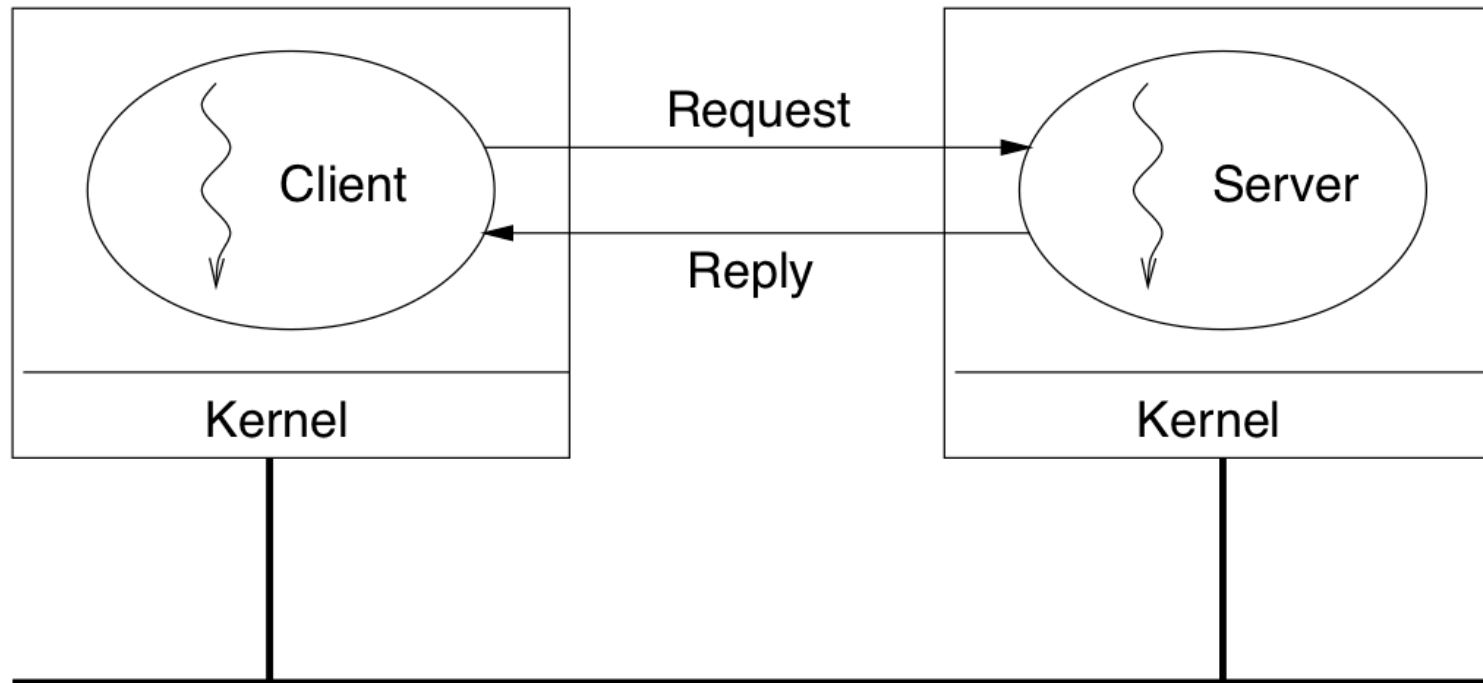 Request
Client
Server
Reply
Kernel
Kernel